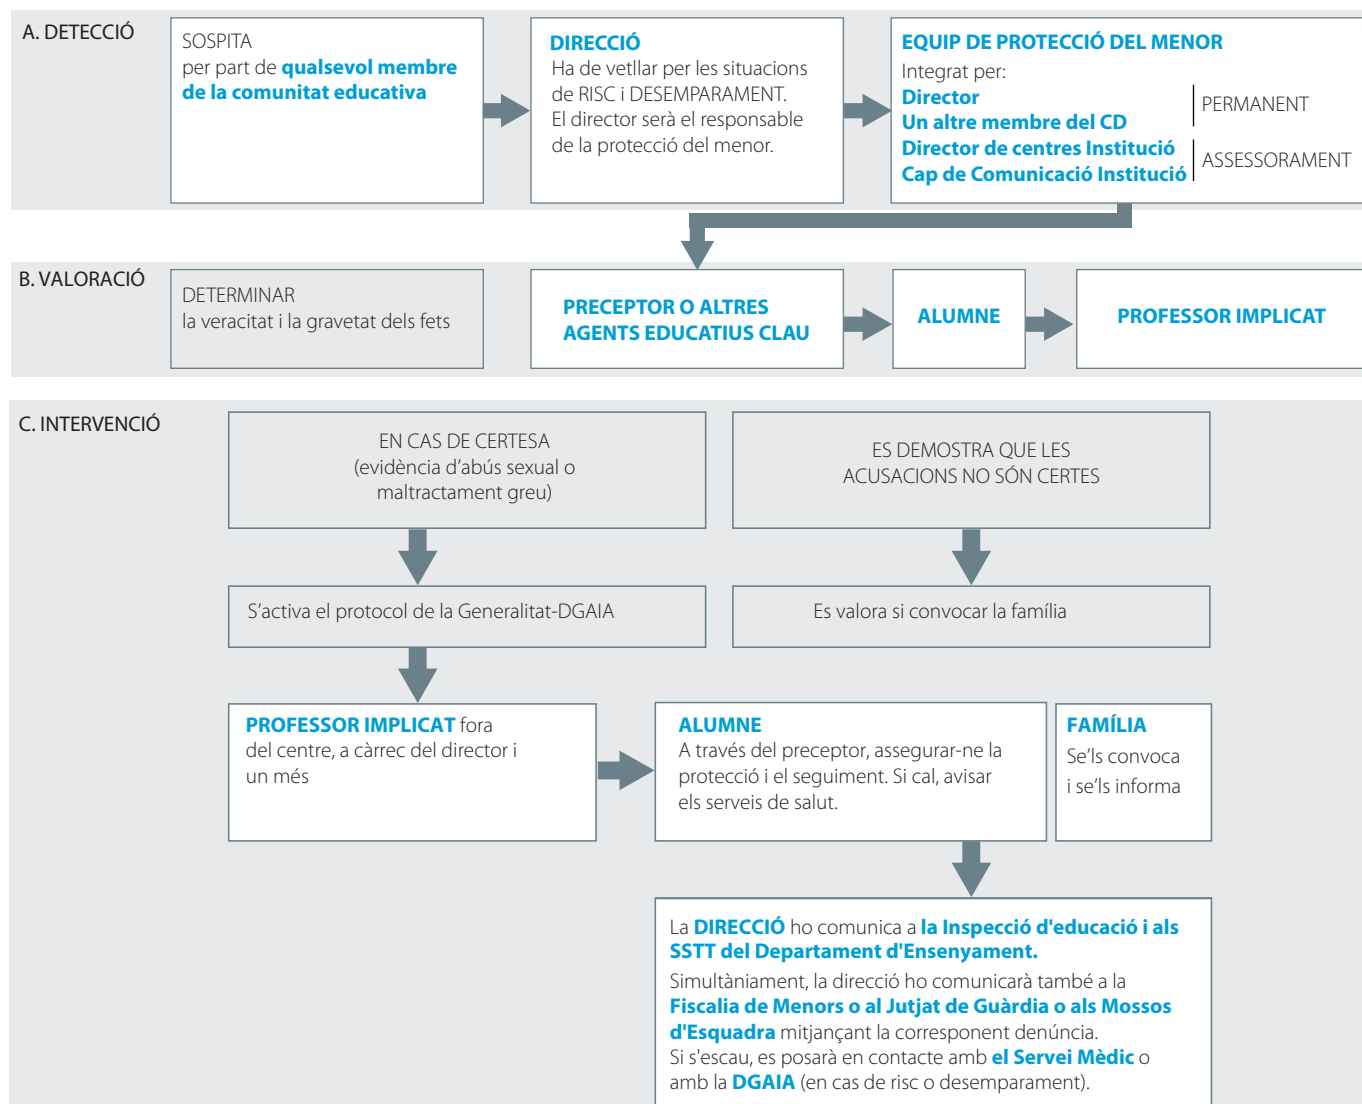 A. DETECCIÓ
SOSPITA
per part de qualsevol membre
de la comunitat educativa
DIRECCIÓ
Ha de vetllar per les situacions
de RISC i DESEMPARAMENT.
El director serà el responsable
de la protecció del menor.
EQUIP DE PROTECCIÓ DEL MENOR
Integrat per:
Director
Un altre membre del CD
PERMANENT
Director de centres Institució
Cap de Comunicació Institució
ASSESSORAMENT
B. VALORACIÓ
DETERMINAR
la veracitat i la gravetat dels fets
PRECEPTOR O ALTRES
AGENTS EDUCATIUS CLAU
ALUMNE
PROFESSOR IMPLICAT
C. INTERVENCIÓ
EN CAS DE CERTESA
(evidència d’abús sexual o
maltractament greu)
ES DEMOSTRA QUE LES
ACUSACIONS NO SÓN CERTES
S’activa el protocol de la Generalitat-DGAIA
Es valora si convocar la família
PROFESSOR IMPLICAT fora
del centre, a càrrec del director i
un més
ALUMNE
A través del preceptor, assegurar-ne la
protecció i el seguiment. Si cal, avisar
els serveis de salut.
FAMÍLIA
Se’ls convoca
i se’ls informa
La DIRECCIÓ ho comunica a la Inspecció d'educació i als
SSTT del Departament d'Ensenyament.
Simultàniament, la direcció ho comunicarà també a la
Fiscalia de Menors o al Jutjat de Guàrdia o als Mossos
d'Esquadra mitjançant la corresponent denúncia.
Si s'escau, es posarà en contacte amb el Servei Mèdic o
amb la DGAIA (en cas de risc o desemparament).